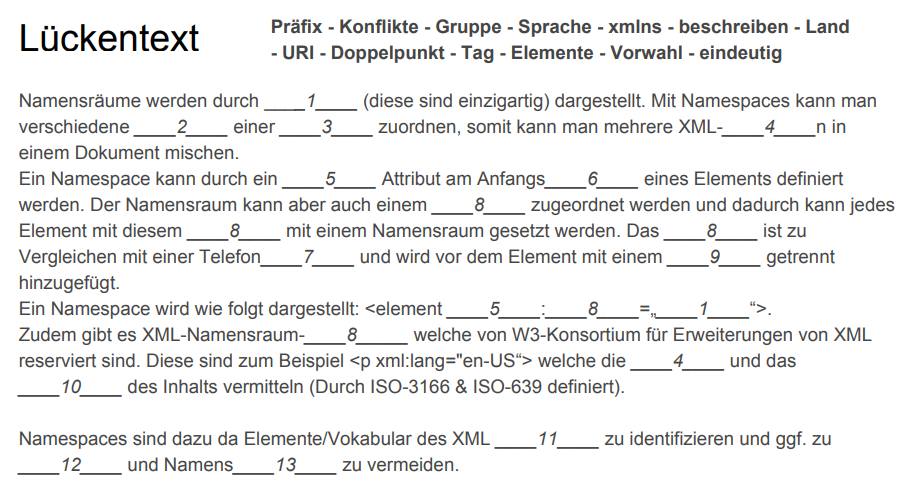 Lückentext
Präfix - Konflikte - Gruppe - Sprache - xmlns - beschreiben - Land
- URI - Doppelpunkt - Tag - Elemente - Vorwahl - eindeutig
Namensräume werden durch ____1____ (diese sind einzigartig) dargestellt. Mit Namespaces kann man
verschiedene ____2____ einer ____3____ zuordnen, somit kann man mehrere XML-____4____n in
einem Dokument mischen.
Ein Namespace kann durch ein ____5____ Attribut am Anfangs____6____ eines Elements definiert
werden. Der Namensraum kann aber auch einem ____8____ zugeordnet werden und dadurch kann jedes
Element mit diesem ____8____ mit einem Namensraum gesetzt werden. Das ____8____ ist zu
Vergleichen mit einer Telefon____7____ und wird vor dem Element mit einem ____9____ getrennt
hinzugefügt.
Ein Namespace wird wie folgt dargestellt: <element ____5____:____8____=„____1____“>.
Zudem gibt es XML-Namensraum-____8_____ welche von W3-Konsortium für Erweiterungen von XML
reserviert sind. Diese sind zum Beispiel <p xml:lang="en-US“> welche die ____4____ und das
____10____ des Inhalts vermitteln (Durch ISO-3166 & ISO-639 definiert).
Namespaces sind dazu da Elemente/Vokabular des XML ____11____ zu identifizieren und ggf. zu
____12____ und Namens____13____ zu vermeiden.